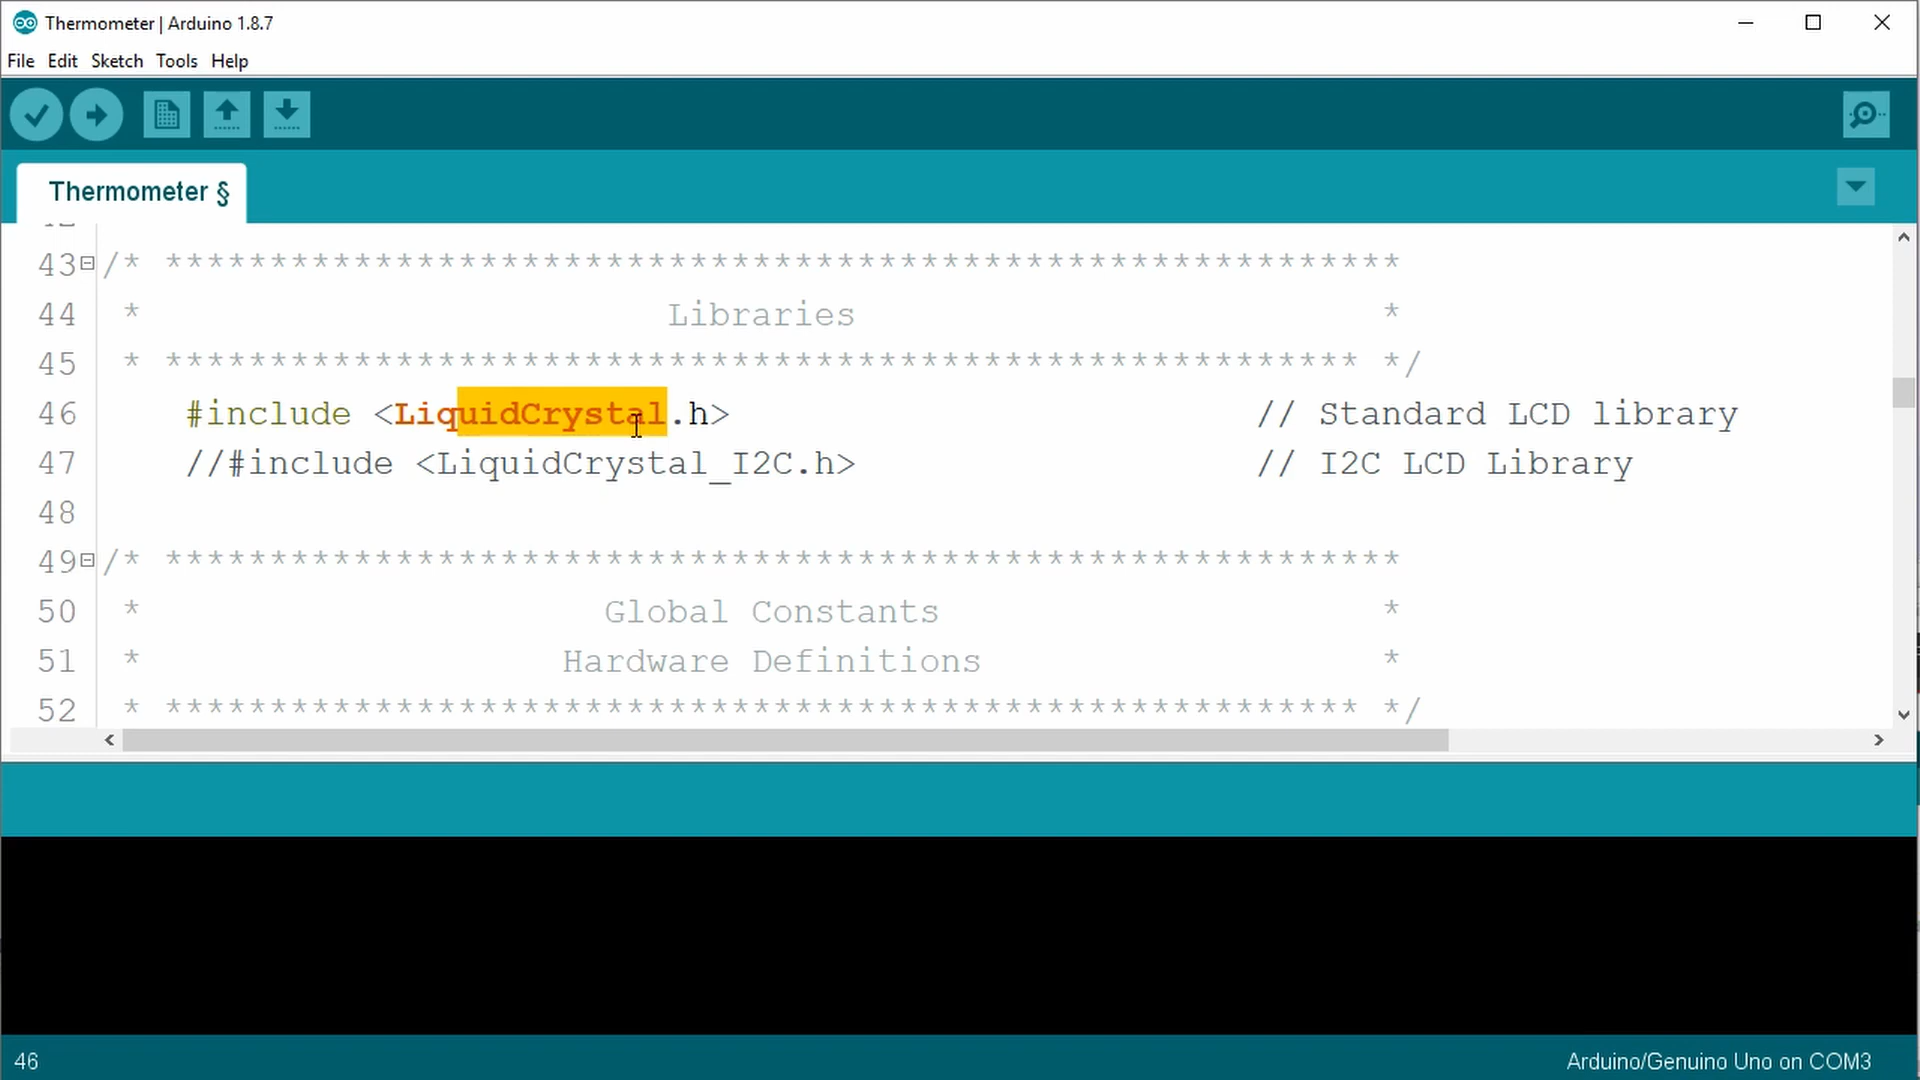 Thermometer | Arduino 1.8.7
File Edit Sketch Tools Help
Thermometer §
43 /* ***********************************************************
44 * Libraries *
45 * ********************************************************* */
46 #include <LiquidCrystal.h> // Standard LCD library
47 //#include <LiquidCrystal_I2C.h> // I2C LCD Library
48
49 /* ***********************************************************
50 * Global Constants *
51 * Hardware Definitions *
52 * ********************************************************* */
46
Arduino/Genuino Uno on COM3